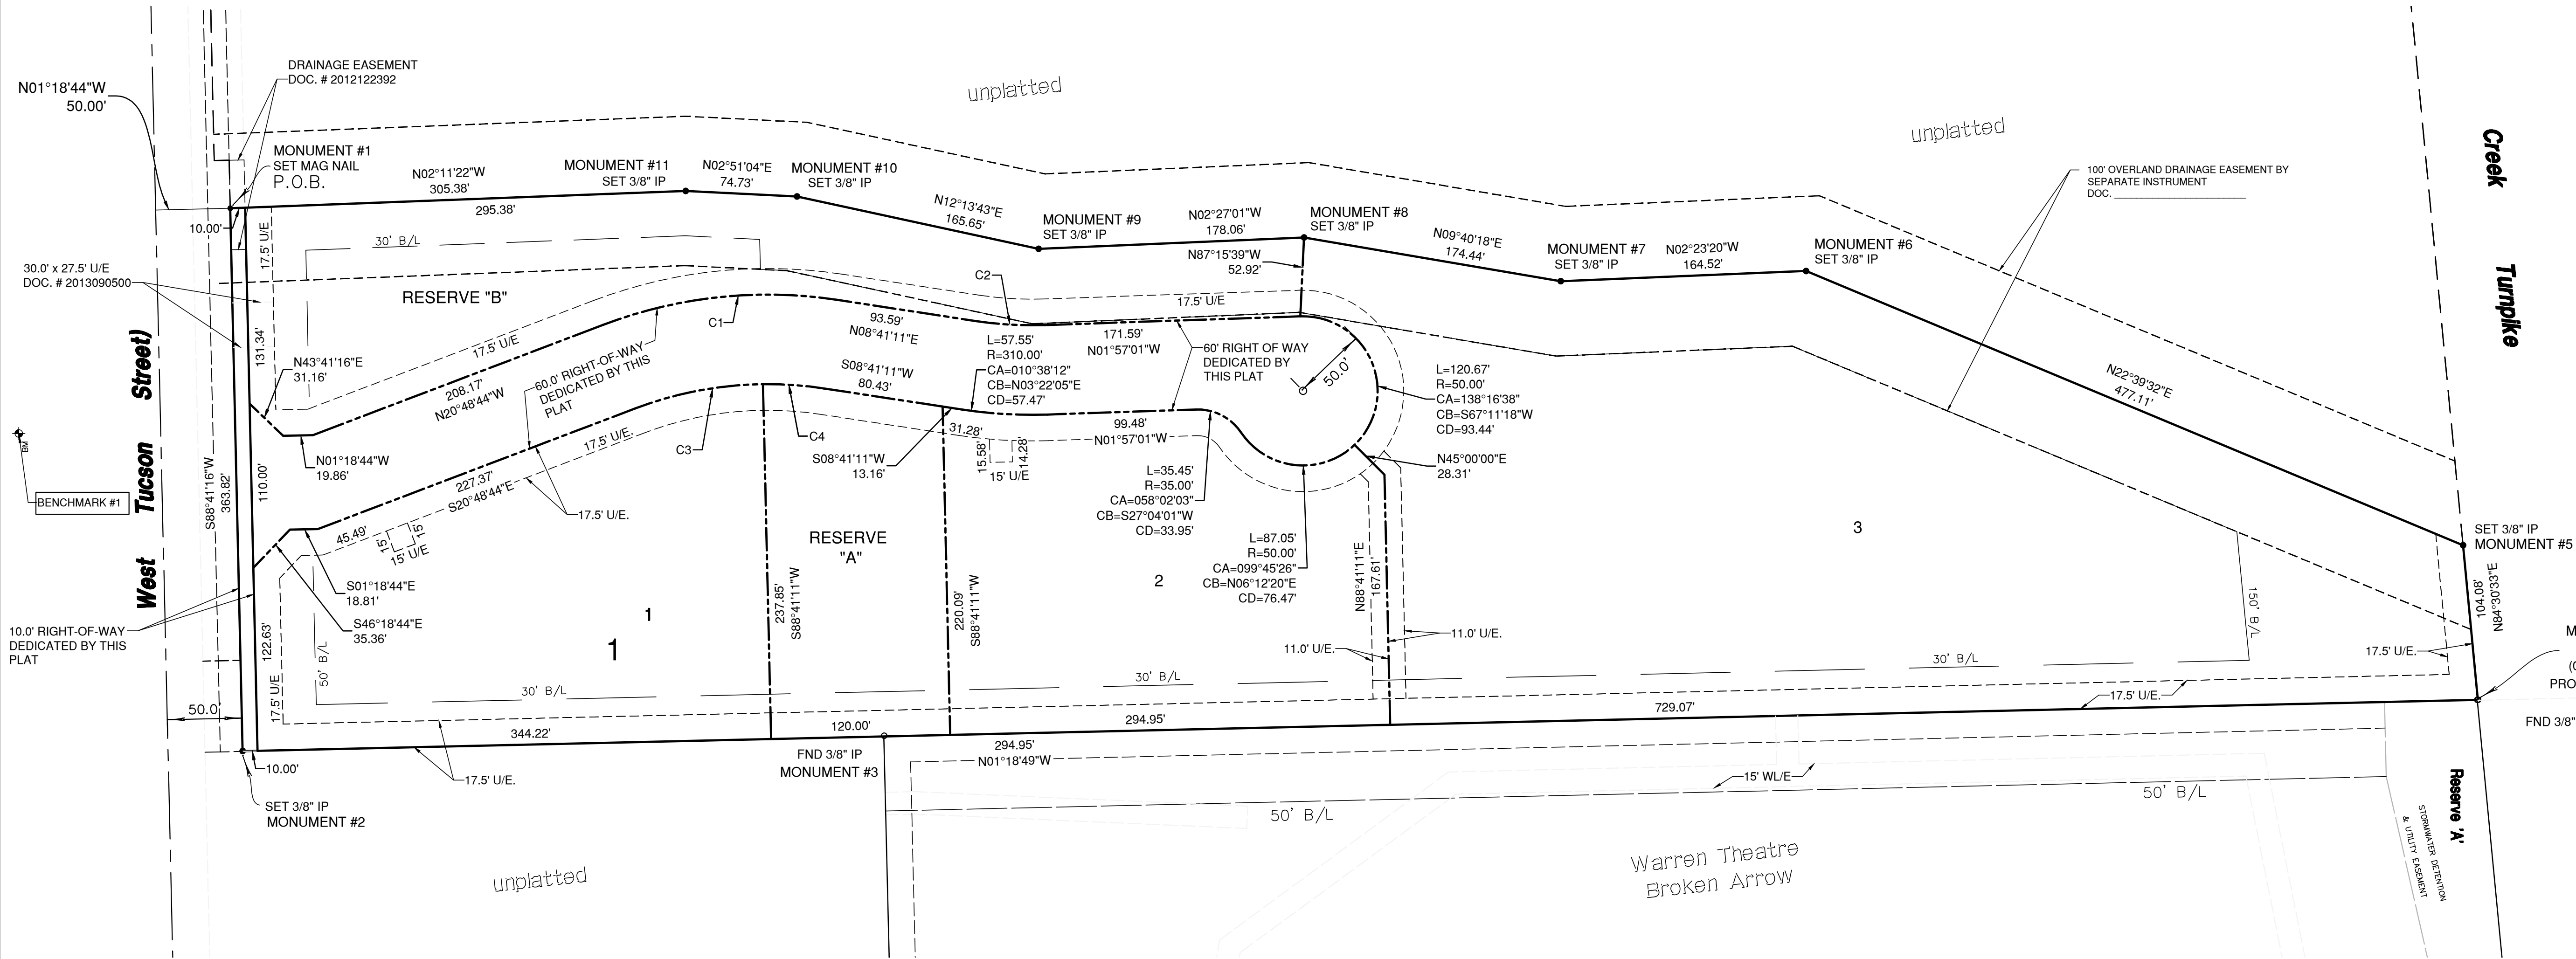 N01°18'44"W
50.00'
DRAINAGE EASEMENT
DOC. # 2012122392
MONUMENT #1
SET MAG NAIL
P.O.B.
N02°11'22"W
305.38'
295.38'
10.00'
MONUMENT #11
SET 3/8" IP
N02°51'04"E
74.73'
MONUMENT #10
SET 3/8" IP
N12°13'43"E
165.65'
MONUMENT #9
SET 3/8" IP
N02°27'01"W
178.06'
MONUMENT #8
SET 3/8" IP
N87°15'39"W
52.92'
N09°40'18"E
174.44'
MONUMENT #7
SET 3/8" IP
N02°23'20"W
164.52'
MONUMENT #6
SET 3/8" IP
unplatted
unplatted
100' OVERLAND DRAINAGE EASEMENT BY
SEPARATE INSTRUMENT
DOC.
Creek Turnpike
N22°39'32"E
477.11'
SET 3/8" IP
MONUMENT #5
104.08'
N84°30'33"E
30.0' x 27.5' U/E
DOC. # 2013090500
17.5' U/E
30' B/L
RESERVE "B"
C1
C2
17.5' U/E
17.5' U/E
131.34'
N43°41'16"E
31.16'
208.17'
N20°48'44"W
60.0' RIGHT-OF-WAY
DEDICATED BY THIS
PLAT
93.59'
N08°41'11"E
L=57.55'
R=310.00'
CA=010°38'12"
CB=N03°22'05"E
CD=57.47'
171.59'
N01°57'01"W
60' RIGHT OF WAY
DEDICATED BY
THIS PLAT
50.0'
L=120.67'
R=50.00'
CA=138°16'38"
CB=S67°11'18"W
CD=93.44'
S08°41'11"W
80.43'
N01°18'44"W
19.86'
17.5' U/E.
C3
C4
S08°41'11"W
13.16'
31.28'
99.48'
N01°57'01"W
15.58'
14.28'
15' U/E
L=35.45'
R=35.00'
CA=058°02'03"
CB=S27°04'01"W
CD=33.95'
N45°00'00"E
28.31'
L=87.05'
R=50.00'
CA=099°45'26"
CB=N06°12'20"E
CD=76.47'
BM
BENCHMARK #1
West Tucson Street)
S88°41'16"W
363.82'
110.00'
227.37'
S20°48'44"E
17.5' U/E.
45.49'
15'
15'
15' U/E
S01°18'44"E
18.81'
S46°18'44"E
35.36'
10.0' RIGHT-OF-WAY
DEDICATED BY THIS
PLAT
122.63'
17.5' U/E
50' B/L
1
1
RESERVE
"A"
237.85'
S88°41'11"W
220.09'
S88°41'11"W
2
N88°41'11"E
167.61'
11.0' U/E.
11.0' U/E.
3
150' B/L
17.5' U/E.
30' B/L
30' B/L
30' B/L
50.0'
344.22'
120.00'
294.95'
729.07'
17.5' U/E.
10.00'
17.5' U/E.
SET 3/8" IP
MONUMENT #2
FND 3/8" IP
MONUMENT #3
294.95'
N01°18'49"W
15' WL/E
50' B/L
50' B/L
unplatted
Warren Theatre
Broken Arrow
Reserve 'A'
STORMWATER DETENTION
& UTILITY EASEMENT
M
(C
PRO
FND 3/8"